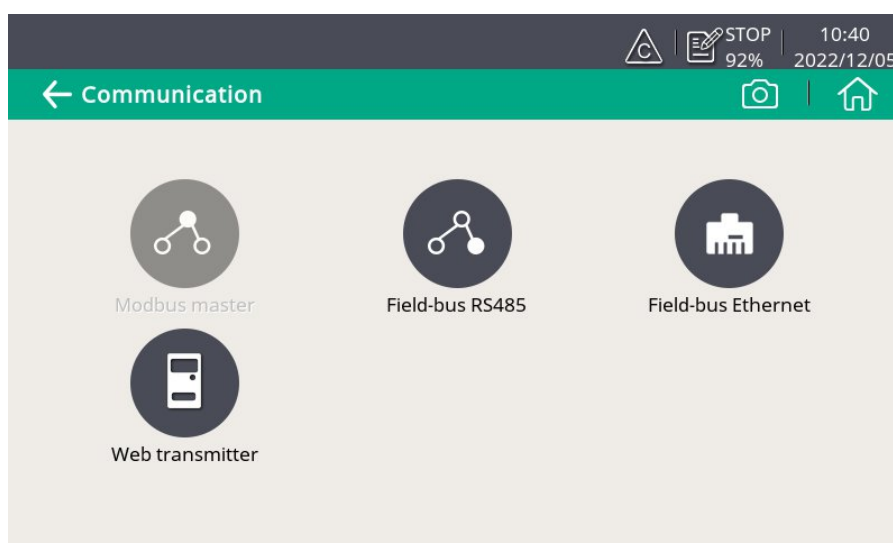 STOP 10:40
92% 2022/12/05
Communication
Modbus master Field-bus RS485 Field-bus Ethernet
Web transmitter